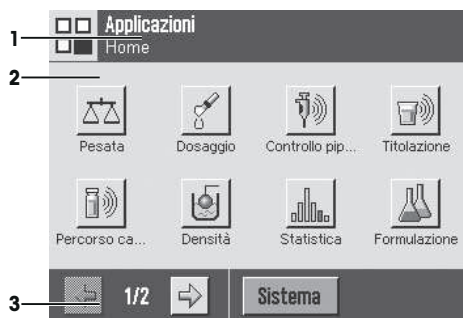 Applicazioni
1
Home
2
Pesata
Dosaggio
Controllo pip...
Titolazione
Percorso ca...
Densità
Statistica
Formulazione
3
1/2
Sistema